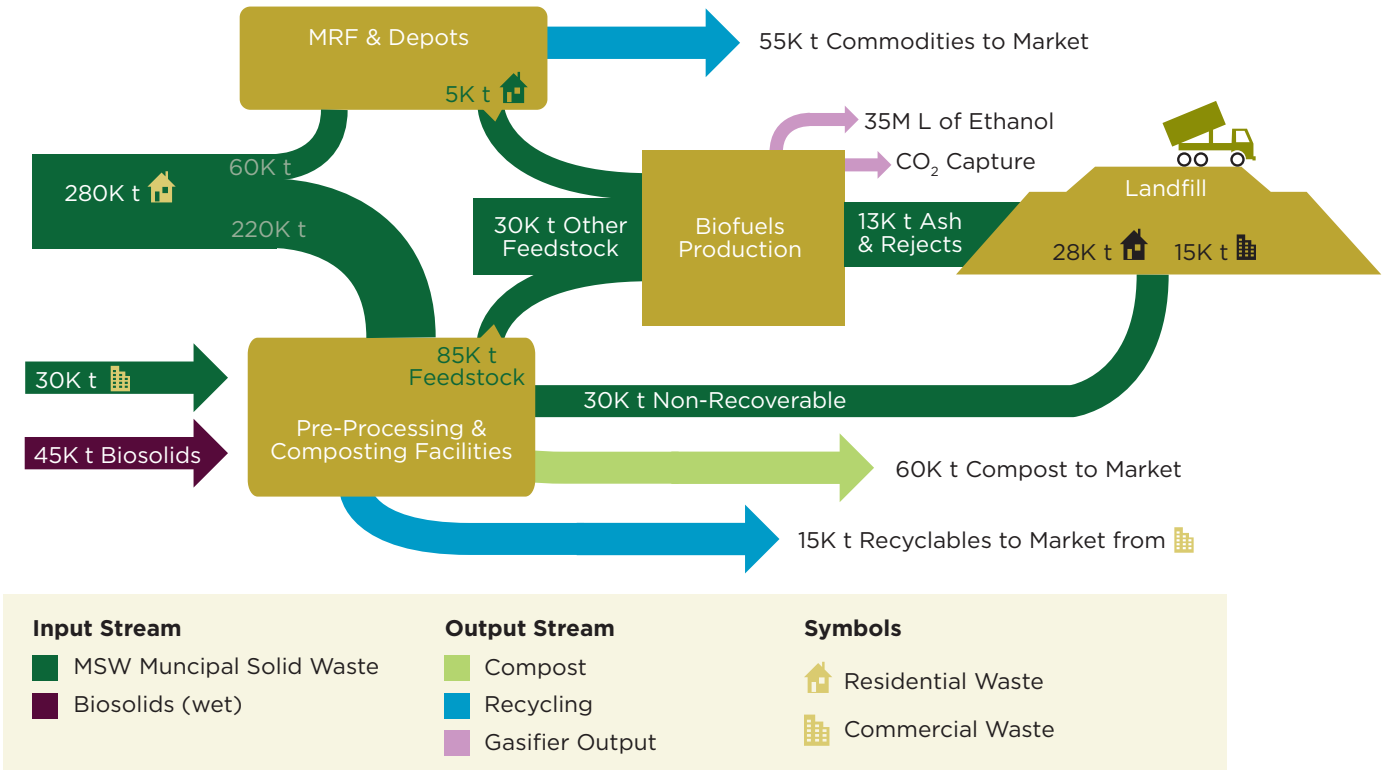 MRF & Depots
5K t
55K t Commodities to Market
60K t
280K t
220K t
35M L of Ethanol
CO2 Capture
30K t Other
Feedstock
Biofuels
Production
13K t Ash
& Rejects
Landfill
28K t
15K t
30K t
45K t Biosolids
85K t
Feedstock
Pre-Processing &
Composting Facilities
30K t Non-Recoverable
60K t Compost to Market
15K t Recyclables to Market from
Input Stream
MSW Muncipal Solid Waste
Biosolids (wet)
Output Stream
Compost
Recycling
Gasifier Output
Symbols
Residential Waste
Commercial Waste